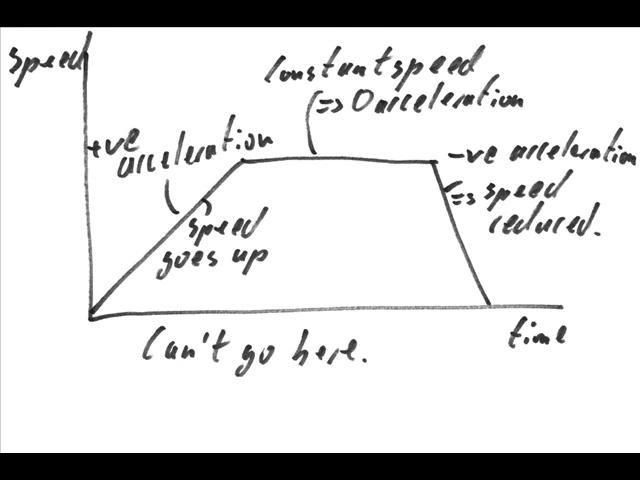 speed
constant speed
=> 0 acceleration
+ve
acceleration
-ve acceleration
=> speed
reduced.
speed
goes up
time
Can't go here.